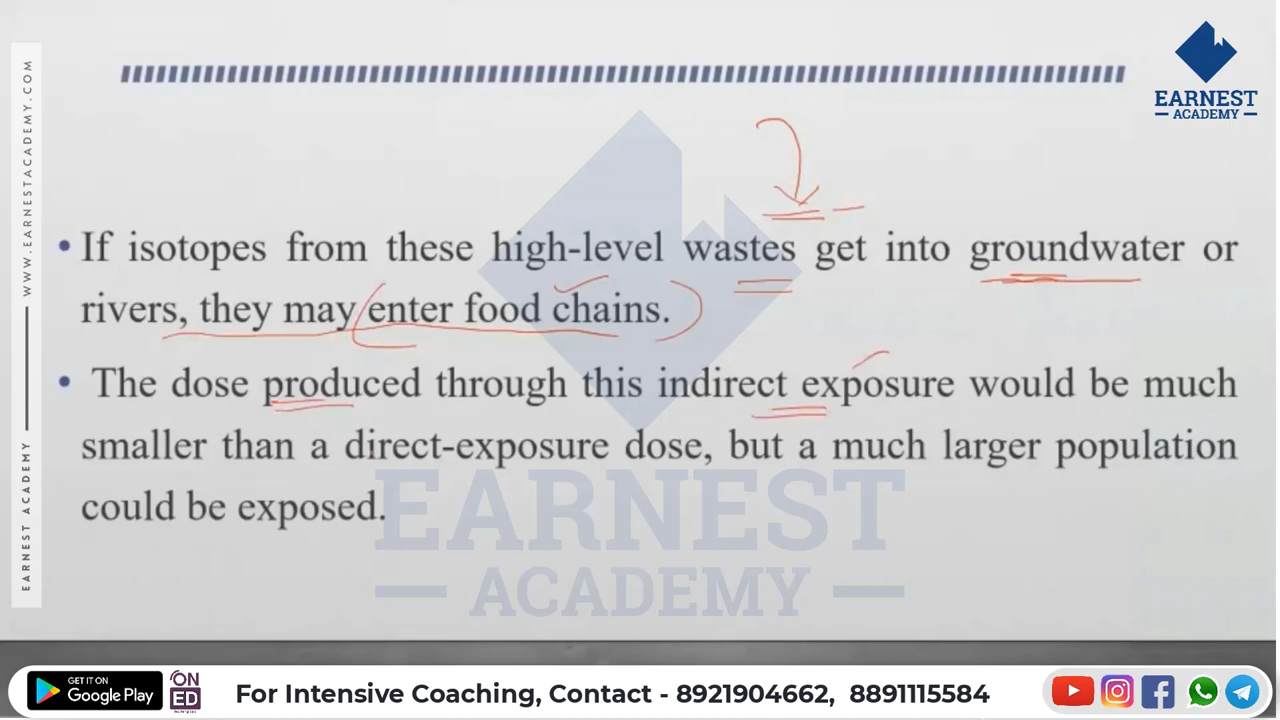 EARNEST
ACADEMY
WWW.EARNESTACADEMY.COM
EARNEST ACADEMY
• If isotopes from these high-level wastes get into groundwater or
rivers, they may enter food chains.
• The dose produced through this indirect exposure would be much
smaller than a direct-exposure dose, but a much larger population
could be exposed.
EARNEST
ACADEMY
GET IT ON
Google Play
ON
ED
For Intensive Coaching, Contact - 8921904662, 8891115584